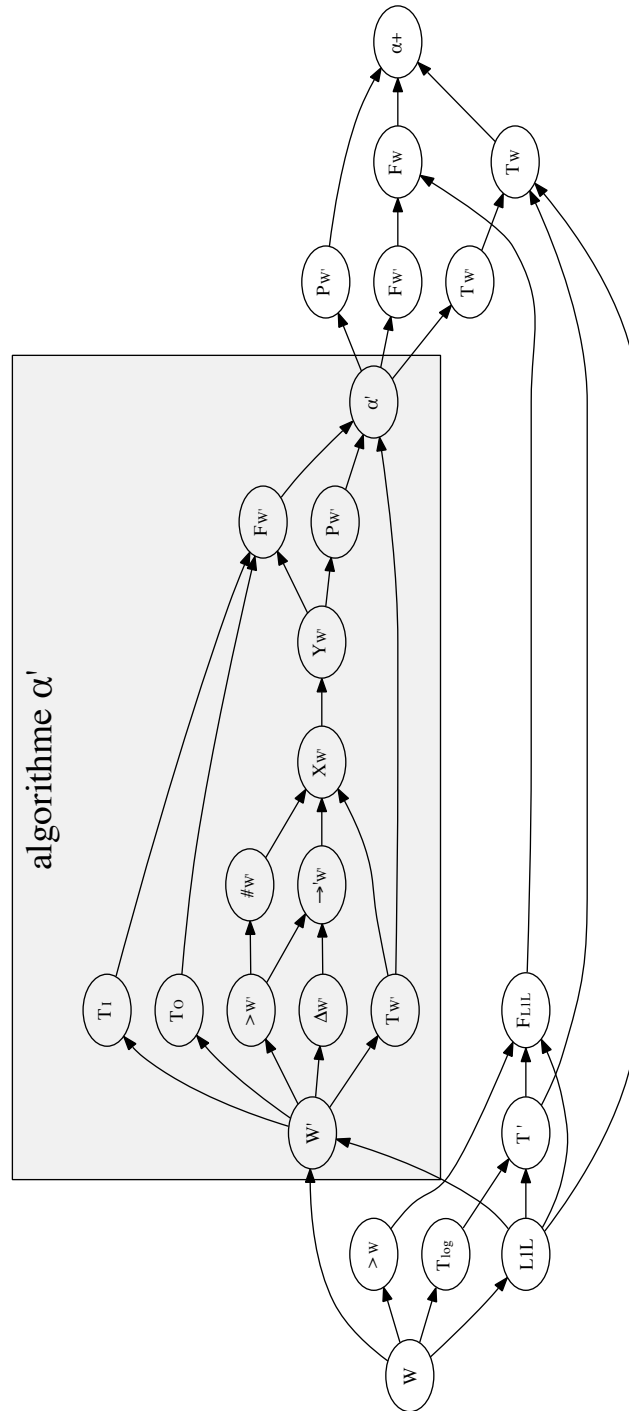 algorithme α'
W
>W
Tlog
L1L
W'
T'
FL1L
TI
TO
>W'
ΔW'
TW'
#W'
→'W'
XW'
YW'
FW'
PW'
α'
PW'
FW'
TW'
FW
TW
α+